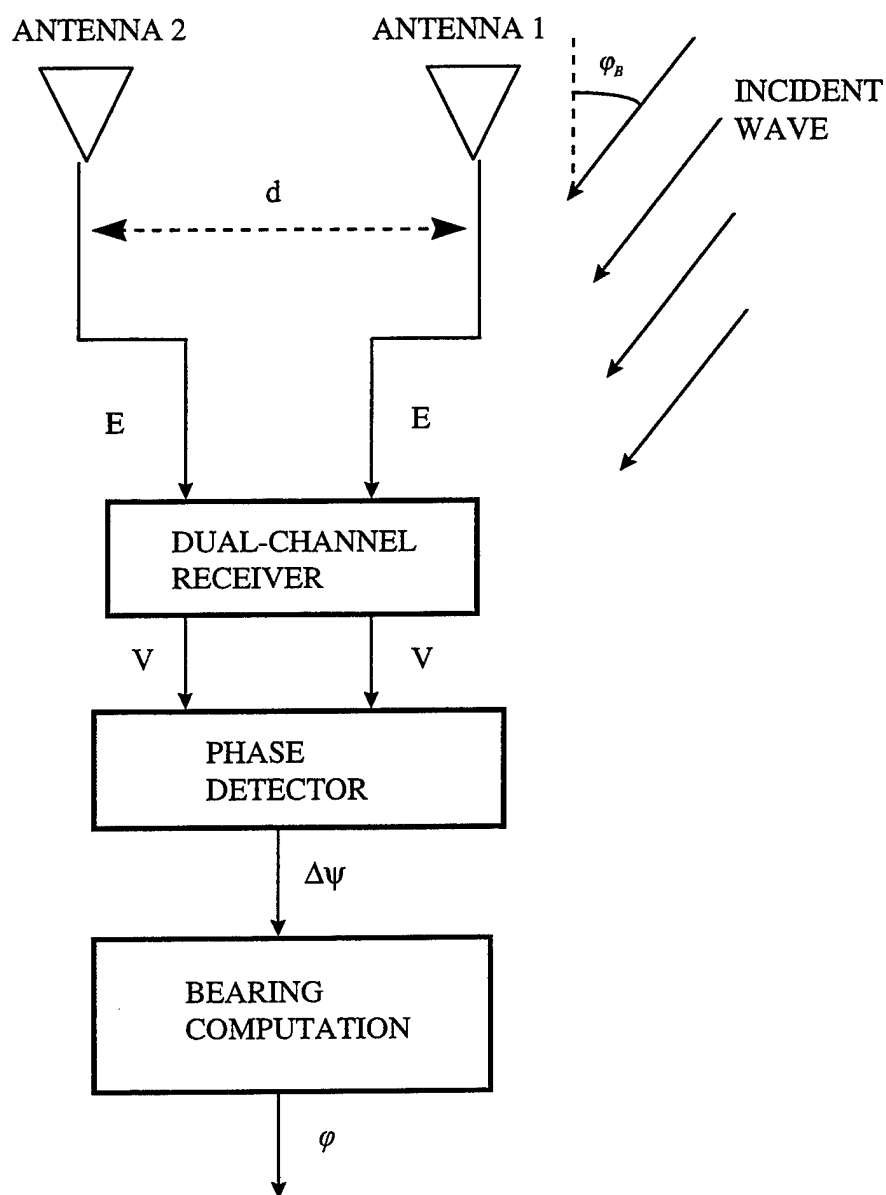 ANTENNA 2
ANTENNA 1
φB
INCIDENT
WAVE
d
E
E
DUAL-CHANNEL
RECEIVER
V
V
PHASE
DETECTOR
Δψ
BEARING
COMPUTATION
φ